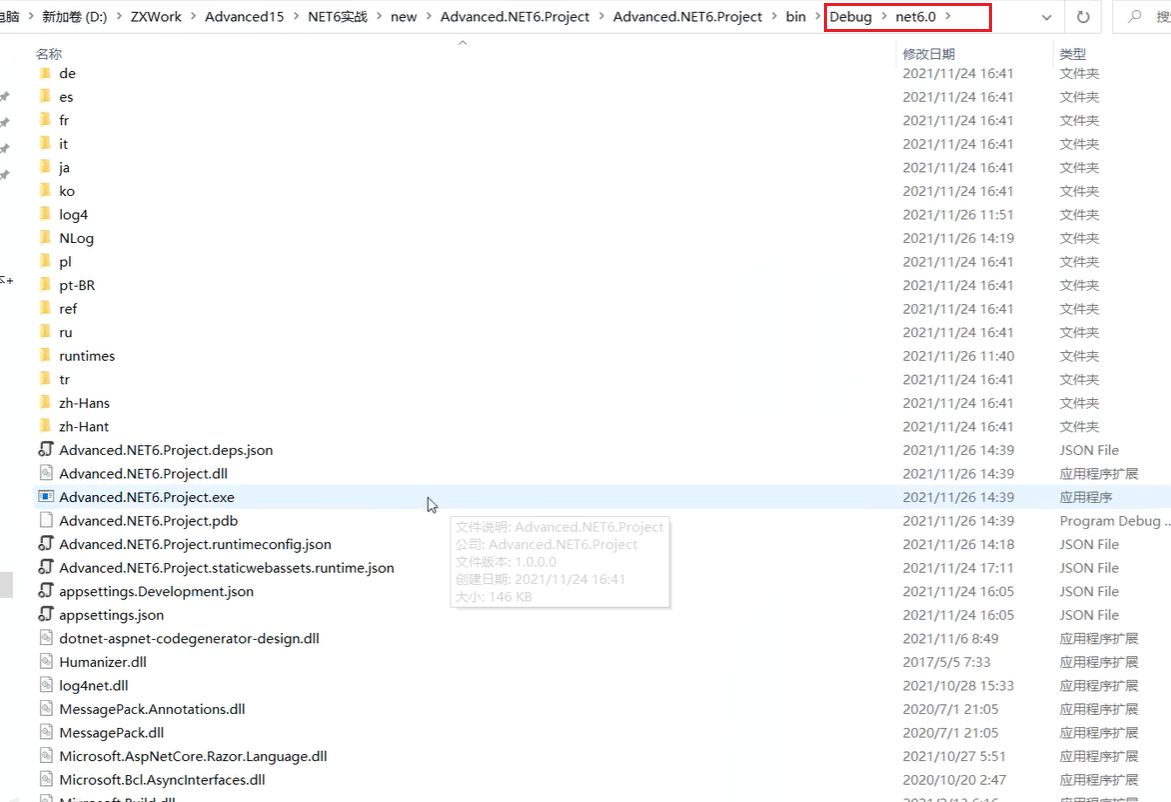 电脑 > 新加卷 (D:) > ZXWork > Advanced15 > NET6实战 > new > Advanced.NET6.Project > Advanced.NET6.Project > bin > Debug > net6.0 >
名称 修改日期 类型
de 2021/11/24 16:41 文件夹
es 2021/11/24 16:41 文件夹
fr 2021/11/24 16:41 文件夹
it 2021/11/24 16:41 文件夹
ja 2021/11/24 16:41 文件夹
ko 2021/11/24 16:41 文件夹
log4 2021/11/26 11:51 文件夹
NLog 2021/11/26 14:19 文件夹
pl 2021/11/24 16:41 文件夹
pt-BR 2021/11/24 16:41 文件夹
ref 2021/11/24 16:41 文件夹
ru 2021/11/24 16:41 文件夹
runtimes 2021/11/26 11:40 文件夹
tr 2021/11/24 16:41 文件夹
zh-Hans 2021/11/24 16:41 文件夹
zh-Hant 2021/11/24 16:41 文件夹
Advanced.NET6.Project.deps.json 2021/11/26 14:39 JSON File
Advanced.NET6.Project.dll 2021/11/26 14:39 应用程序扩展
Advanced.NET6.Project.exe 2021/11/26 14:39 应用程序
Advanced.NET6.Project.pdb 2021/11/26 14:39 Program Debug ...
文件说明: Advanced.NET6.Project
公司: Advanced.NET6.Project
文件版本: 1.0.0.0
创建日期: 2021/11/24 16:41
大小: 146 KB
Advanced.NET6.Project.runtimeconfig.json 2021/11/26 14:18 JSON File
Advanced.NET6.Project.staticwebassets.runtime.json 2021/11/24 17:11 JSON File
appsettings.Development.json 2021/11/24 16:05 JSON File
appsettings.json 2021/11/24 16:05 JSON File
dotnet-aspnet-codegenerator-design.dll 2021/11/6 8:49 应用程序扩展
Humanizer.dll 2017/5/5 7:33 应用程序扩展
log4net.dll 2021/10/28 15:33 应用程序扩展
MessagePack.Annotations.dll 2020/7/1 21:05 应用程序扩展
MessagePack.dll 2020/7/1 21:05 应用程序扩展
Microsoft.AspNetCore.Razor.Language.dll 2021/10/27 5:51 应用程序扩展
Microsoft.Bcl.AsyncInterfaces.dll 2020/10/20 2:47 应用程序扩展